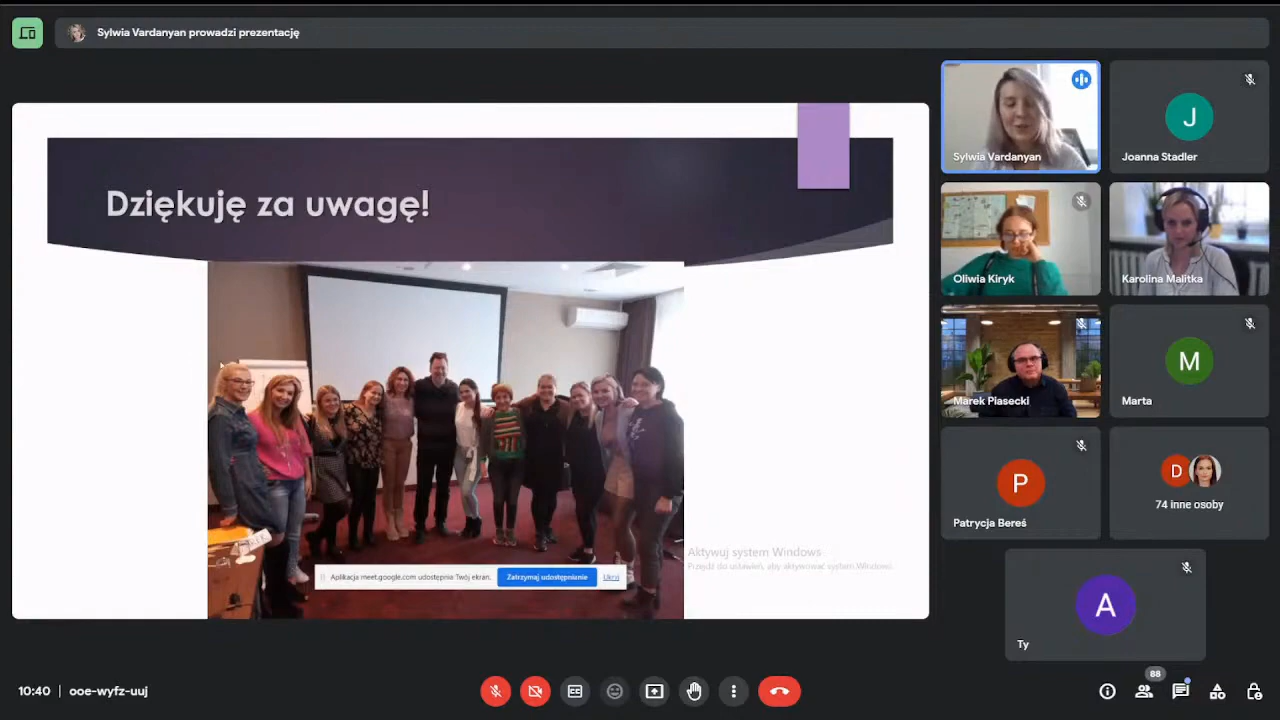 Sylwia Vardanyan prowadzi prezentację
Dziękuję za uwagę!
Aktywuj system Windows
Przejdź do ustawień, aby aktywować system Windows.
Aplikacja meet.google.com udostępnia Twój ekran.
Zatrzymaj udostępnianie
Ukryj
Sylwia Vardanyan
J
Joanna Stadler
Oliwia Kiryk
Karolina Malitka
Marek Piasecki
M
Marta
P
Patrycja Bereś
D
74 inne osoby
A
Ty
10:40 | ooe-wyfz-uuj
88